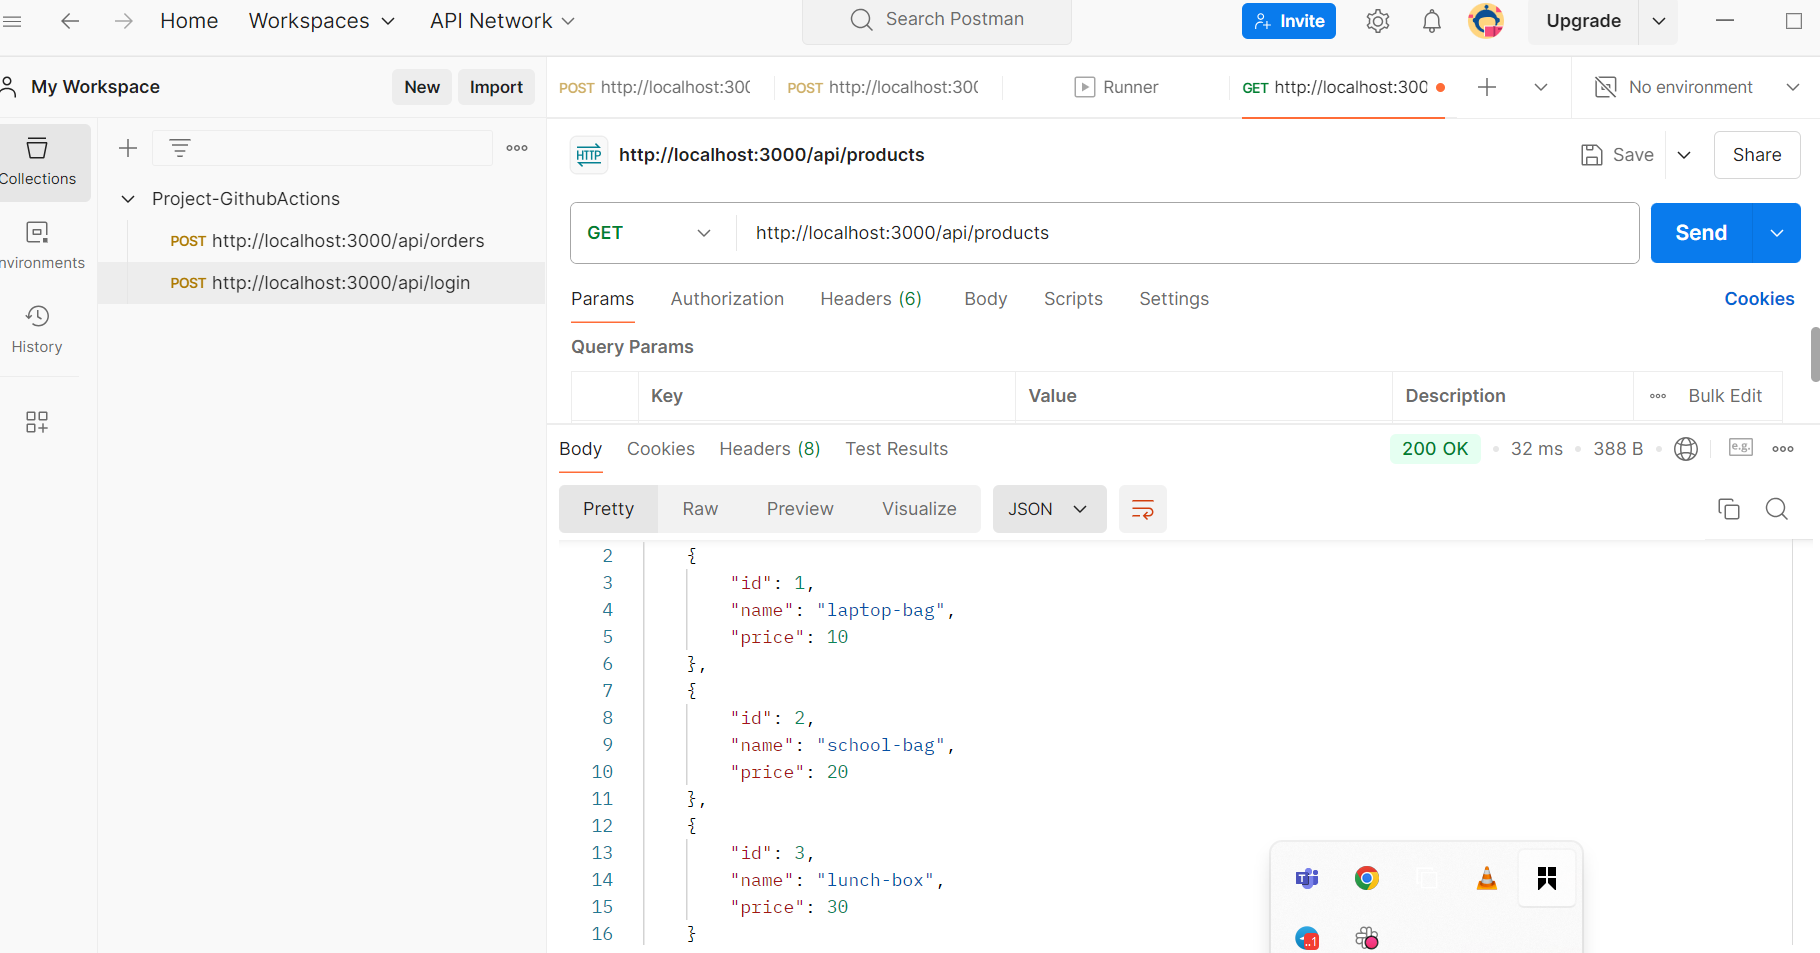 Home Workspaces API Network Search Postman Invite Upgrade
My Workspace New Import POST http://localhost:300 POST http://localhost:300 Runner GET http://localhost:300 No environment
Collections
HTTP http://localhost:3000/api/products Save Share
Project-GithubActions
POST http://localhost:3000/api/orders
GET http://localhost:3000/api/products Send
nvironments
POST http://localhost:3000/api/login
Params Authorization Headers (6) Body Scripts Settings Cookies
History
Query Params
Key Value Description Bulk Edit
Body Cookies Headers (8) Test Results 200 OK 32 ms 388 B e.g.
Pretty Raw Preview Visualize JSON
2 {
3 "id": 1,
4 "name": "laptop-bag",
5 "price": 10
6 },
7 {
8 "id": 2,
9 "name": "school-bag",
10 "price": 20
11 },
12 {
13 "id": 3,
14 "name": "lunch-box",
15 "price": 30
16 }